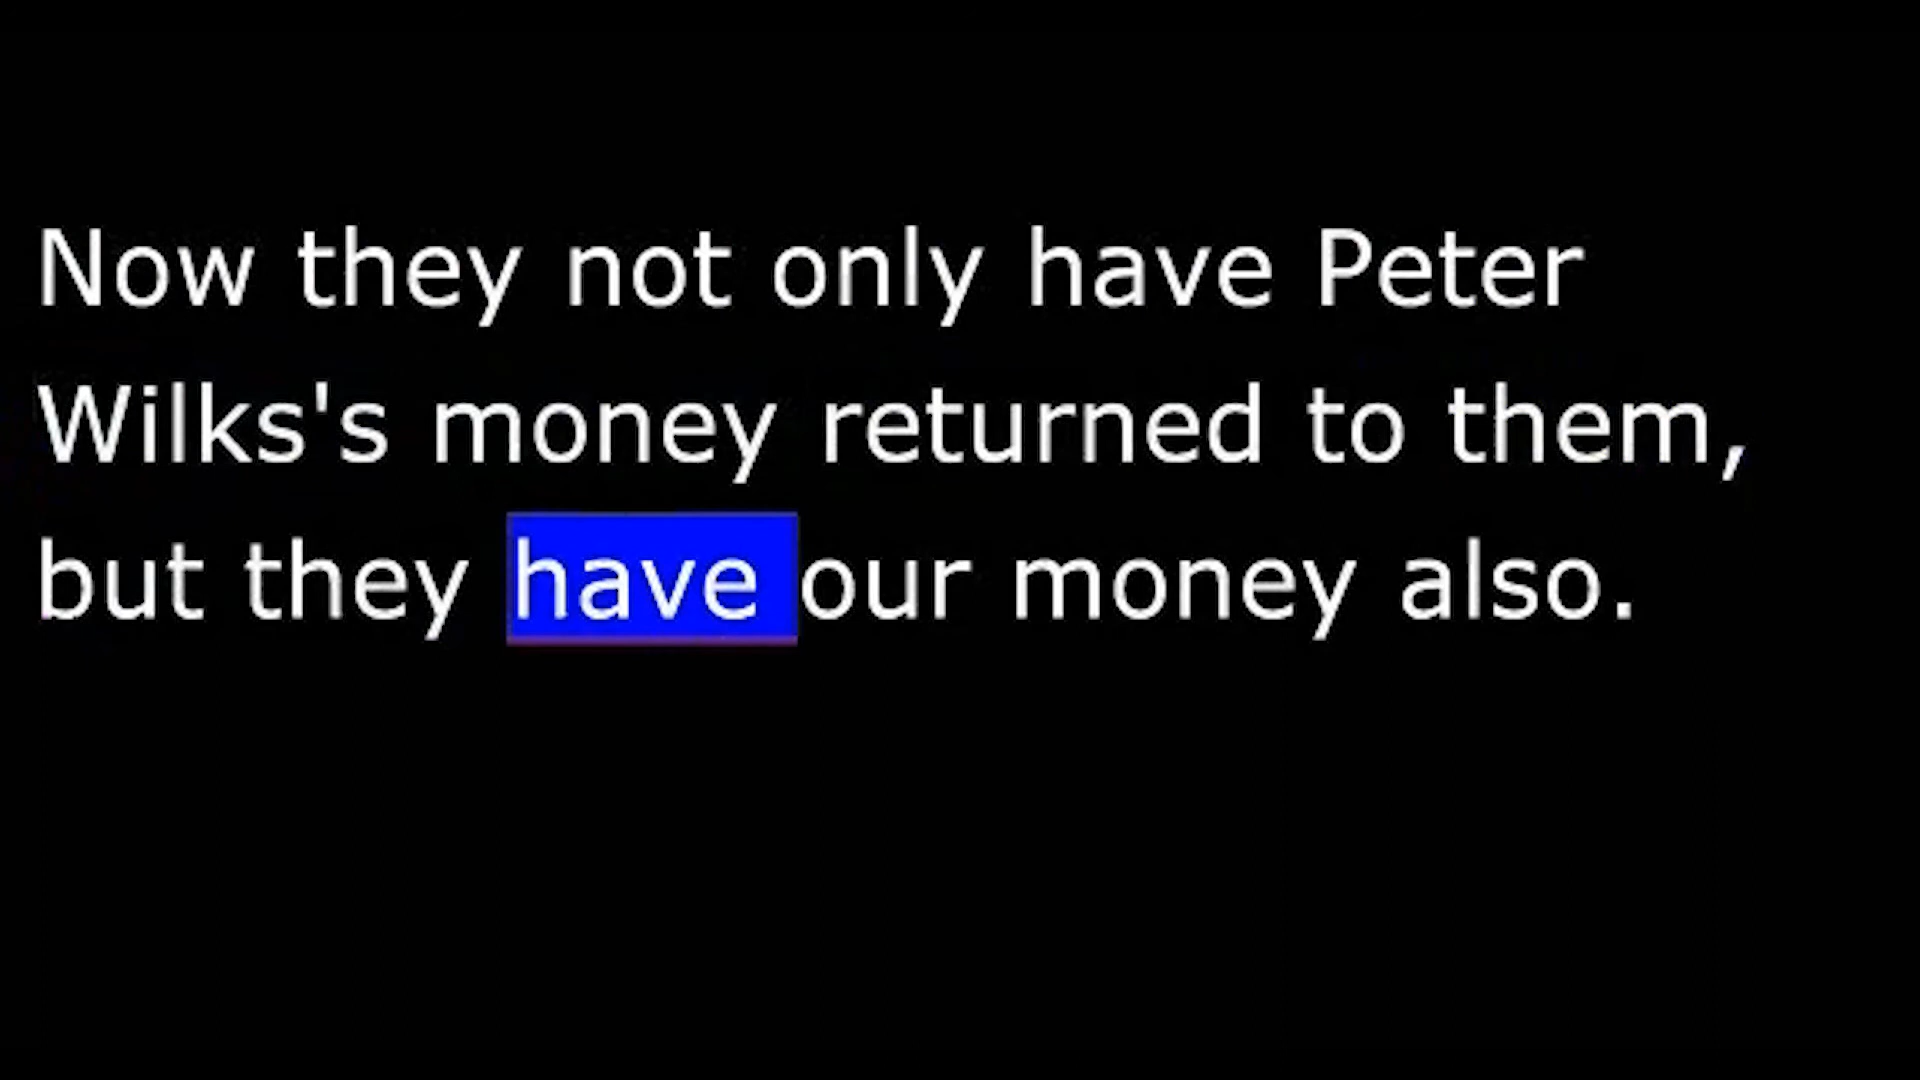 Now they not only have Peter
Wilks's money returned to them,
but they have our money also.